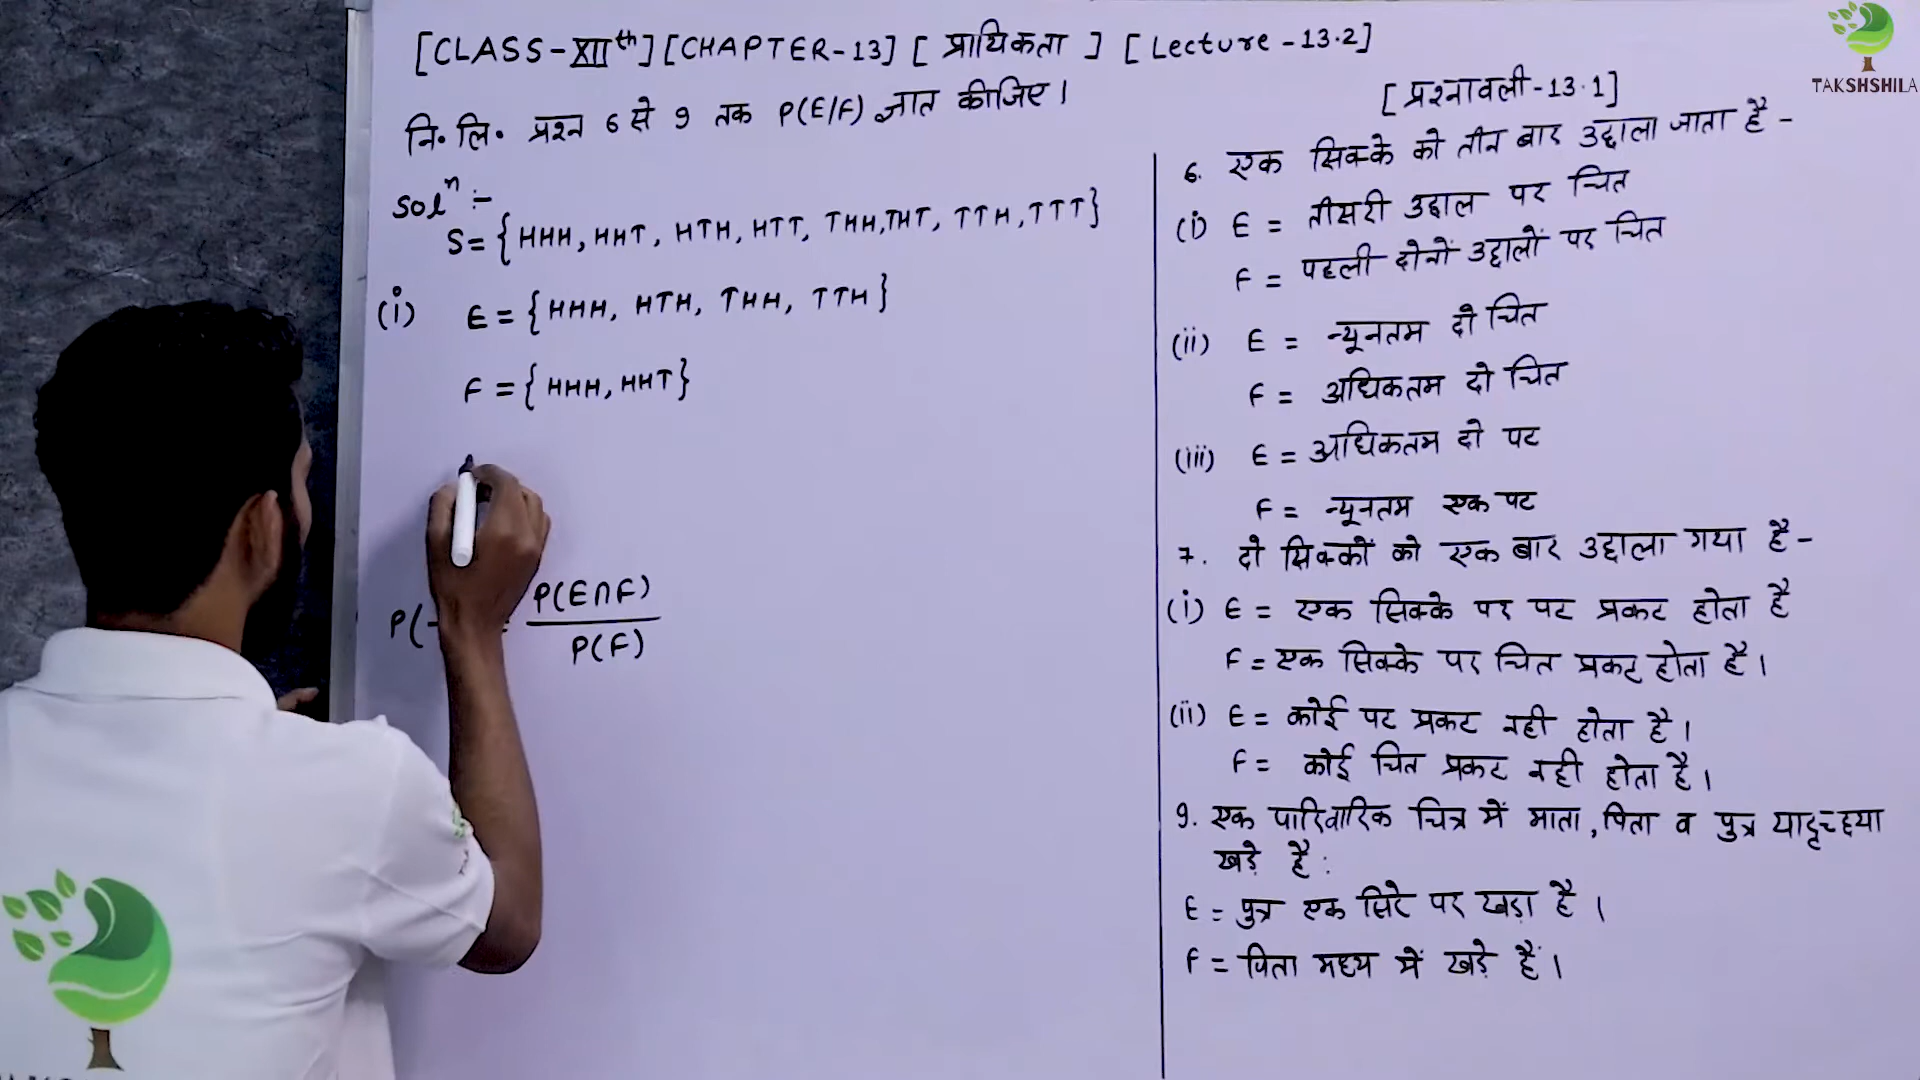 [CLASS-XIIth] [CHAPTER-13] [ प्रायिकता ] [ Lecture-13.2]
TAKSHSHILA
नि. लि. प्रश्न 6 से 9 तक P(E/F) ज्ञात कीजिए।
Solⁿ :-
S = {HHH, HHT, HTH, HTT, THH, THT, TTH, TTT}
(i) E = {HHH, HTH, THH, TTH}
F = {HHH, HHT}
P( = P(E∩F)
P(F)
[प्रश्नावली-13.1]
6. एक सिक्के को तीन बार उछाला जाता है -
(i) E = तीसरी उछाल पर चित
F = पहली दोनों उछालों पर चित
(ii) E = न्यूनतम दो चित
F = अधिकतम दो चित
(iii) E = अधिकतम दो पट
F = न्यूनतम एक पट
7. दो सिक्कों को एक बार उछाला गया है -
(i) E = एक सिक्के पर पट प्रकट होता है
F = एक सिक्के पर चित प्रकट होता है।
(ii) E = कोई पट प्रकट नही होता है।
F = कोई चित प्रकट नही होता है।
9. एक पारिवारिक चित्र में माता, पिता व पुत्र यादृच्छया
खड़े है :
E = पुत्र एक सिरे पर खड़ा है।
F = पिता मध्य में खड़े हैं।